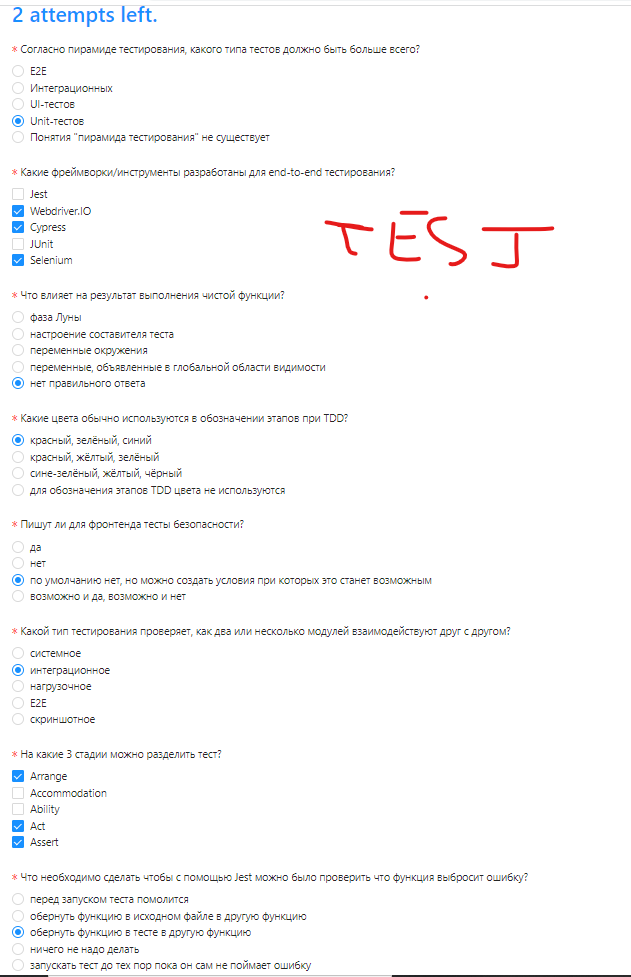 2 attempts left.
* Согласно пирамиде тестирования, какого типа тестов должно быть больше всего?
E2E
Интеграционных
UI-тестов
Unit-тестов
Понятия "пирамида тестирования" не существует
* Какие фреймворки/инструменты разработаны для end-to-end тестирования?
Jest
Webdriver.IO
Cypress
JUnit
Selenium
TEST
* Что влияет на результат выполнения чистой функции?
фаза Луны
настроение составителя теста
переменные окружения
переменные, объявленные в глобальной области видимости
нет правильного ответа
* Какие цвета обычно используются в обозначении этапов при TDD?
красный, зелёный, синий
красный, жёлтый, зелёный
сине-зелёный, жёлтый, чёрный
для обозначения этапов TDD цвета не используются
* Пишут ли для фронтенда тесты безопасности?
да
нет
по умолчанию нет, но можно создать условия при которых это станет возможным
возможно и да, возможно и нет
* Какой тип тестирования проверяет, как два или несколько модулей взаимодействуют друг с другом?
системное
интеграционное
нагрузочное
E2E
скриншотное
* На какие 3 стадии можно разделить тест?
Arrange
Accommodation
Ability
Act
Assert
* Что необходимо сделать чтобы с помощью Jest можно было проверить что функция выбросит ошибку?
перед запуском теста помолится
обернуть функцию в исходном файле в другую функцию
обернуть функцию в тесте в другую функцию
ничего не надо делать
запускать тест до тех пор пока он сам не поймает ошибку